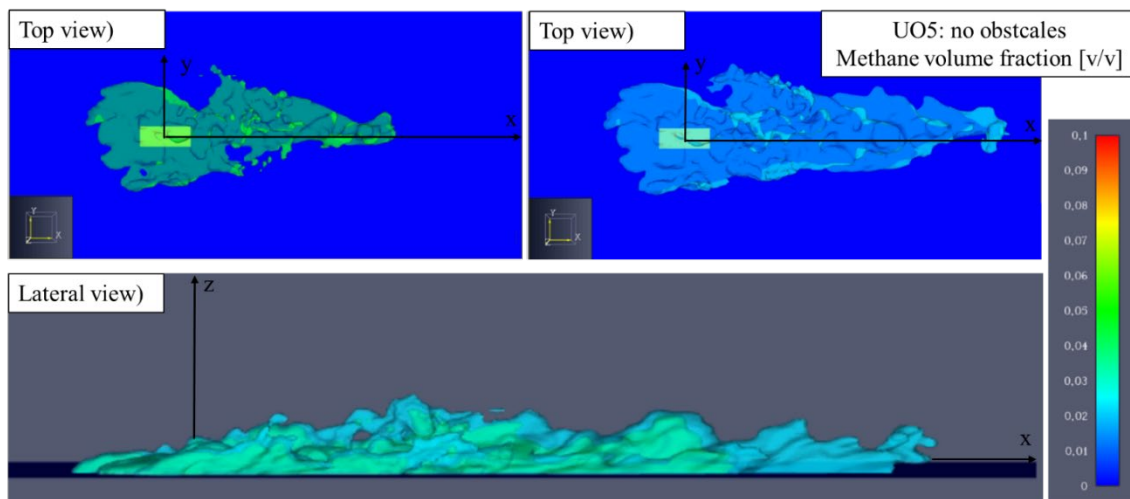 Top view)
y
x
Y
Z
X
Top view)
y
x
Y
Z
X
UO5: no obstcales
Methane volume fraction [v/v]
0,1
0,09
0,08
0,07
0,06
0,05
0,04
0,03
0,02
0,01
0
Lateral view)
z
x